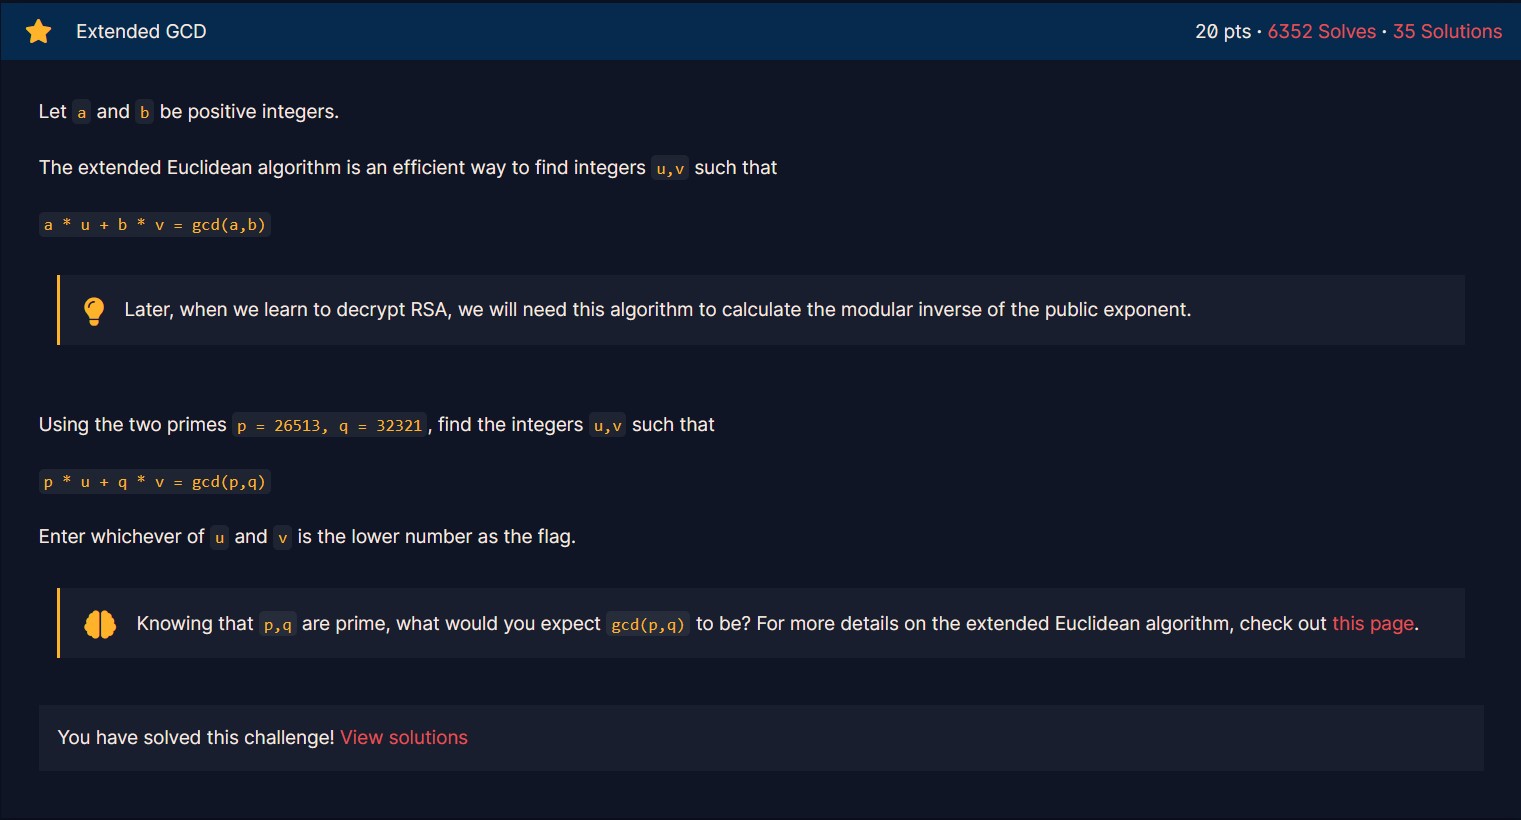 Extended GCD
20 pts · 6352 Solves · 35 Solutions
Let a and b be positive integers.
The extended Euclidean algorithm is an efficient way to find integers u,v such that
a * u + b * v = gcd(a,b)
Later, when we learn to decrypt RSA, we will need this algorithm to calculate the modular inverse of the public exponent.
Using the two primes p = 26513, q = 32321, find the integers u,v such that
p * u + q * v = gcd(p,q)
Enter whichever of u and v is the lower number as the flag.
Knowing that p,q are prime, what would you expect gcd(p,q) to be? For more details on the extended Euclidean algorithm, check out this page.
You have solved this challenge! View solutions